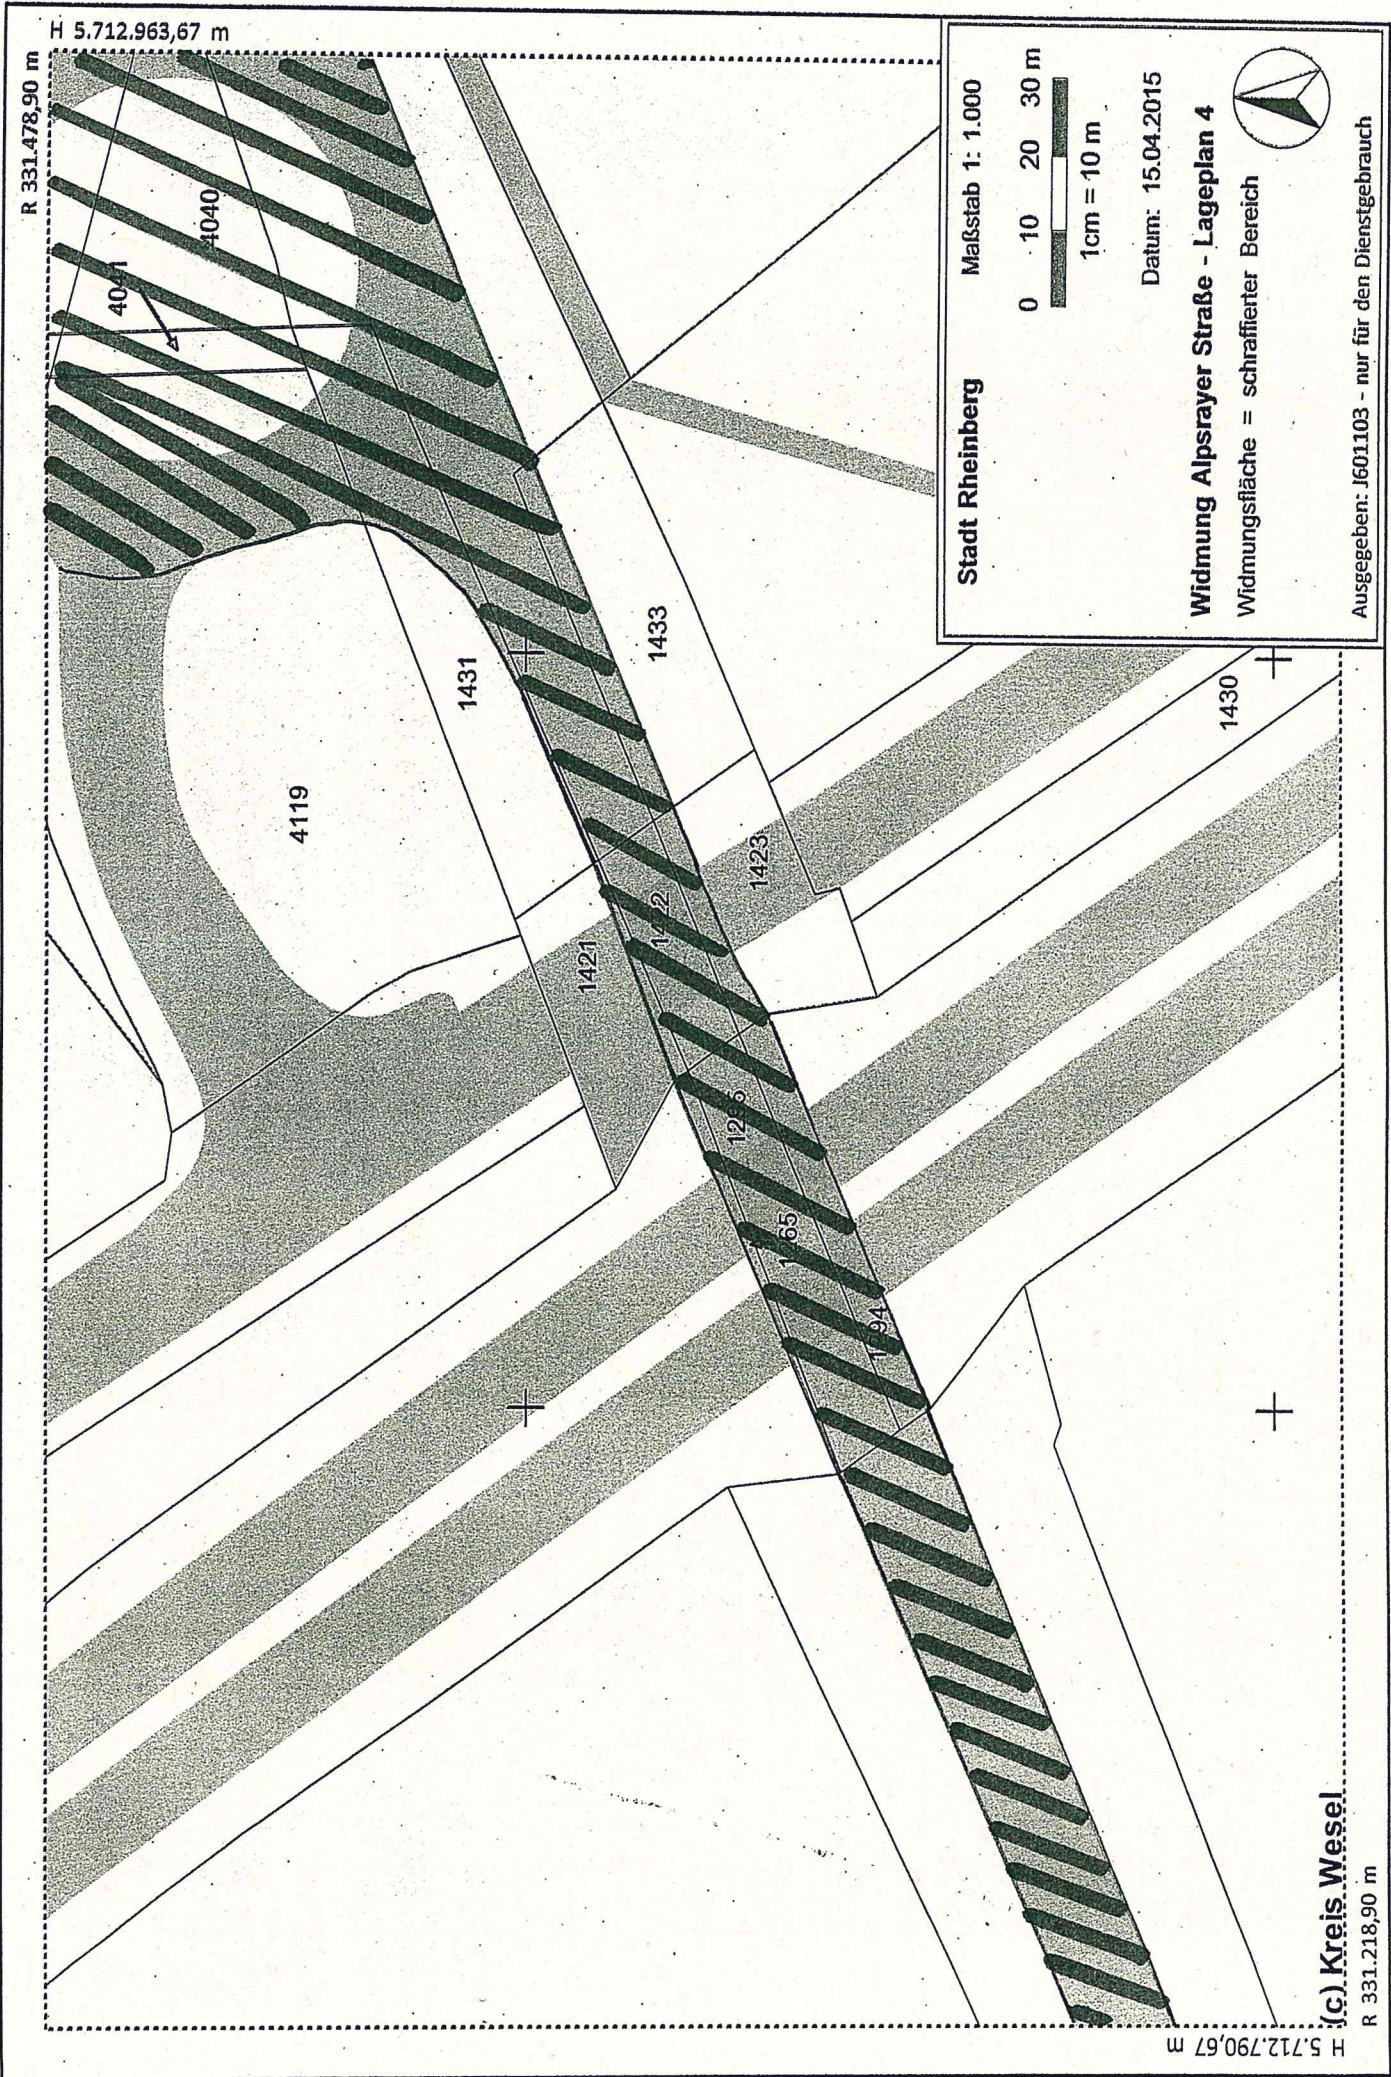 H 5.712.963,67 m
R 331.478,90 m
4040
4041
4119
1431
1433
1421
1423
1430
Stadt Rheinberg
Maßstab 1: 1.000
0 10 20 30 m
1cm = 10 m
Datum: 15.04.2015
Widmung Alpsrayer Straße - Lageplan 4
Widmungsfläche = schraffierter Bereich
Ausgegeben: J601103 - nur für den Dienstgebrauch
(c) Kreis Wesel
R 331.218,90 m
H 5.712.790,67 m